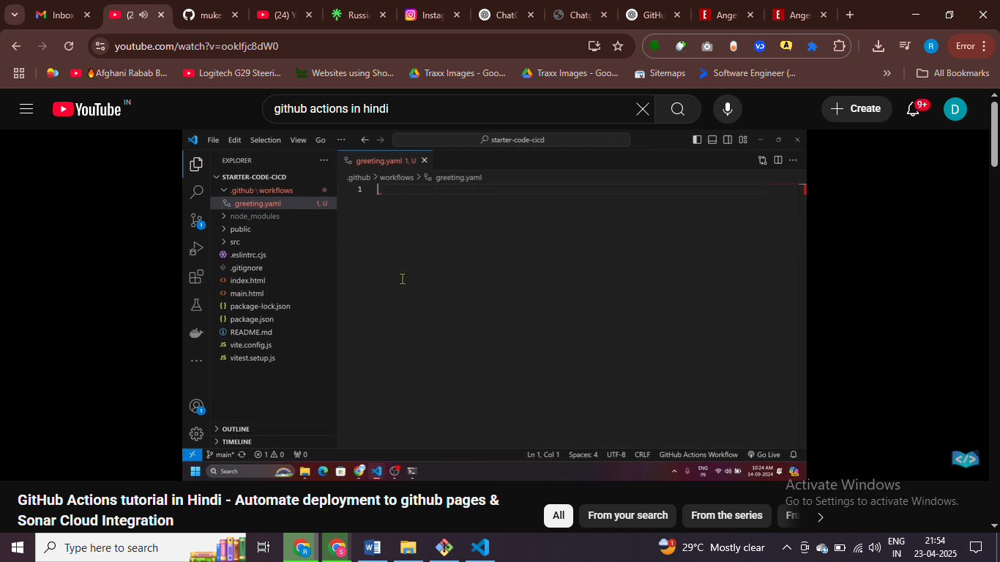 Inbox
(2
muke
(24) Y
Russia
Instag
ChatG
Chatg
GitHu
Angel
Angel
youtube.com/watch?v=ooklfjc8dW0
R
Error
🔥Afghani Rabab B...
Logitech G29 Steeri...
Websites using Sho...
Traxx Images - Goo...
Traxx Images - Goo...
Sitemaps
Software Engineer (...
All Bookmarks
YouTube IN
github actions in hindi
Create
9+
D
File Edit Selection View Go
starter-code-cicd
EXPLORER
greeting.yaml 1, U
STARTER-CODE-CICD
.github > workflows > greeting.yaml
.github\workflows
1
greeting.yaml 1, U
node_modules
public
src
.eslintrc.cjs
.gitignore
index.html
main.html
package-lock.json
package.json
README.md
JS vite.config.js
JS vitest.setup.js
OUTLINE
TIMELINE
main* 1 0 0 Ln 1, Col 1 Spaces: 4 UTF-8 CRLF GitHub Actions Workflow Go Live
Search
ENG IN
10:24 AM
14-09-2024
Activate Windows
Go to Settings to activate Windows.
GitHub Actions tutorial in Hindi - Automate deployment to github pages &
Sonar Cloud Integration
All
From your search
From the series
Fro
Type here to search
29°C Mostly clear
ENG
IN
21:54
23-04-2025